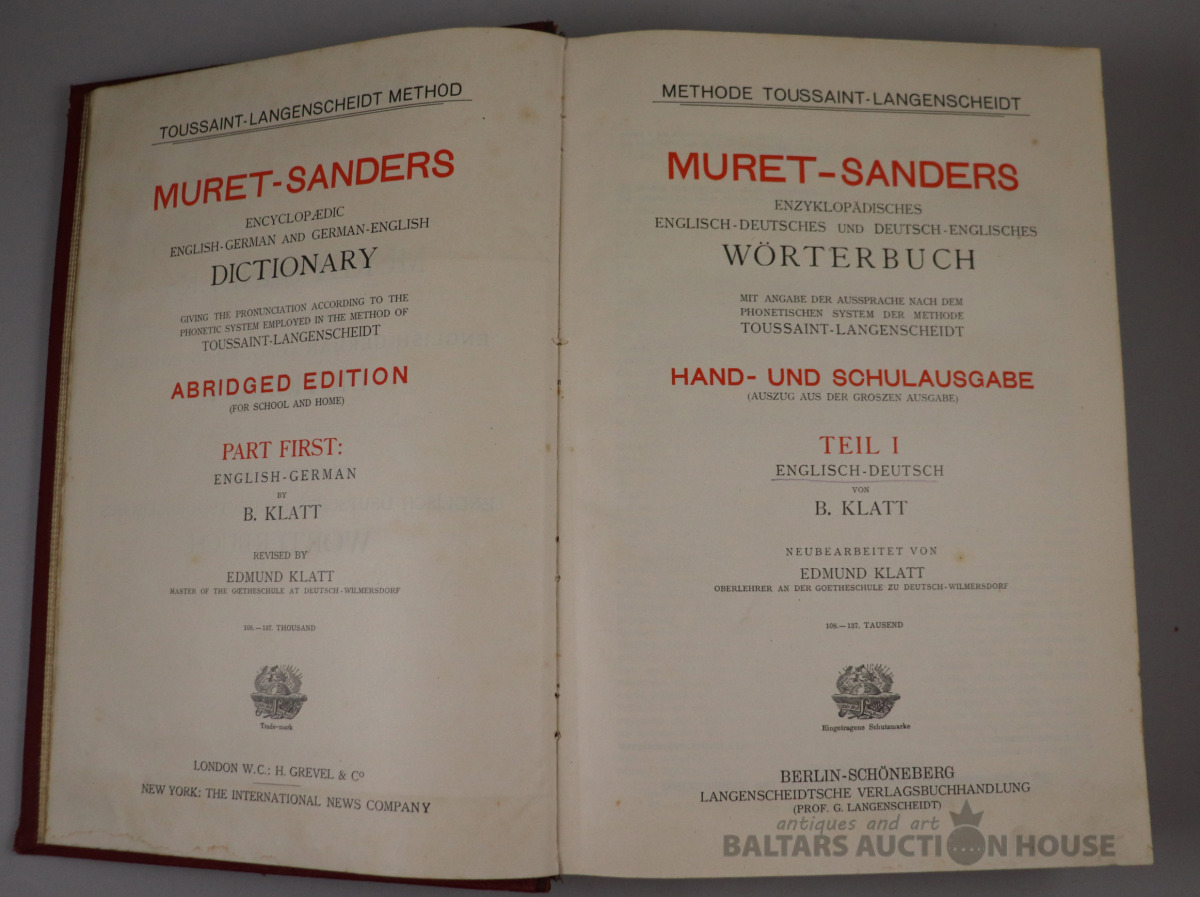 TOUSSAINT-LANGENSCHEIDT METHOD
MURET-SANDERS
ENCYCLOPÆDIC
ENGLISH-GERMAN AND GERMAN-ENGLISH
DICTIONARY
GIVING THE PRONUNCIATION ACCORDING TO THE
PHONETIC SYSTEM EMPLOYED IN THE METHOD OF
TOUSSAINT-LANGENSCHEIDT
ABRIDGED EDITION
(FOR SCHOOL AND HOME)
PART FIRST:
ENGLISH-GERMAN
BY
B. KLATT
REVISED BY
EDMUND KLATT
MASTER OF THE GŒTHESCHULE AT DEUTSCH-WILMERSDORF
108.—137. THOUSAND
Trade-mark
LONDON W.C.: H. GREVEL & Cº
NEW YORK: THE INTERNATIONAL NEWS COMPANY
METHODE TOUSSAINT-LANGENSCHEIDT
MURET-SANDERS
ENZYKLOPÄDISCHES
ENGLISCH-DEUTSCHES UND DEUTSCH-ENGLISCHES
WÖRTERBUCH
MIT ANGABE DER AUSSPRACHE NACH DEM
PHONETISCHEN SYSTEM DER METHODE
TOUSSAINT-LANGENSCHEIDT
HAND- UND SCHULAUSGABE
(AUSZUG AUS DER GROSZEN AUSGABE)
TEIL I
ENGLISCH-DEUTSCH
VON
B. KLATT
NEUBEARBEITET VON
EDMUND KLATT
OBERLEHRER AN DER GOETHESCHULE ZU DEUTSCH-WILMERSDORF
108.—137. TAUSEND
Eingetragene Schutzmarke
BERLIN-SCHÖNEBERG
LANGENSCHEIDTSCHE VERLAGSBUCHHANDLUNG
(PROF. G. LANGENSCHEIDT)
antiques and art
BALTARS AUCTION HOUSE